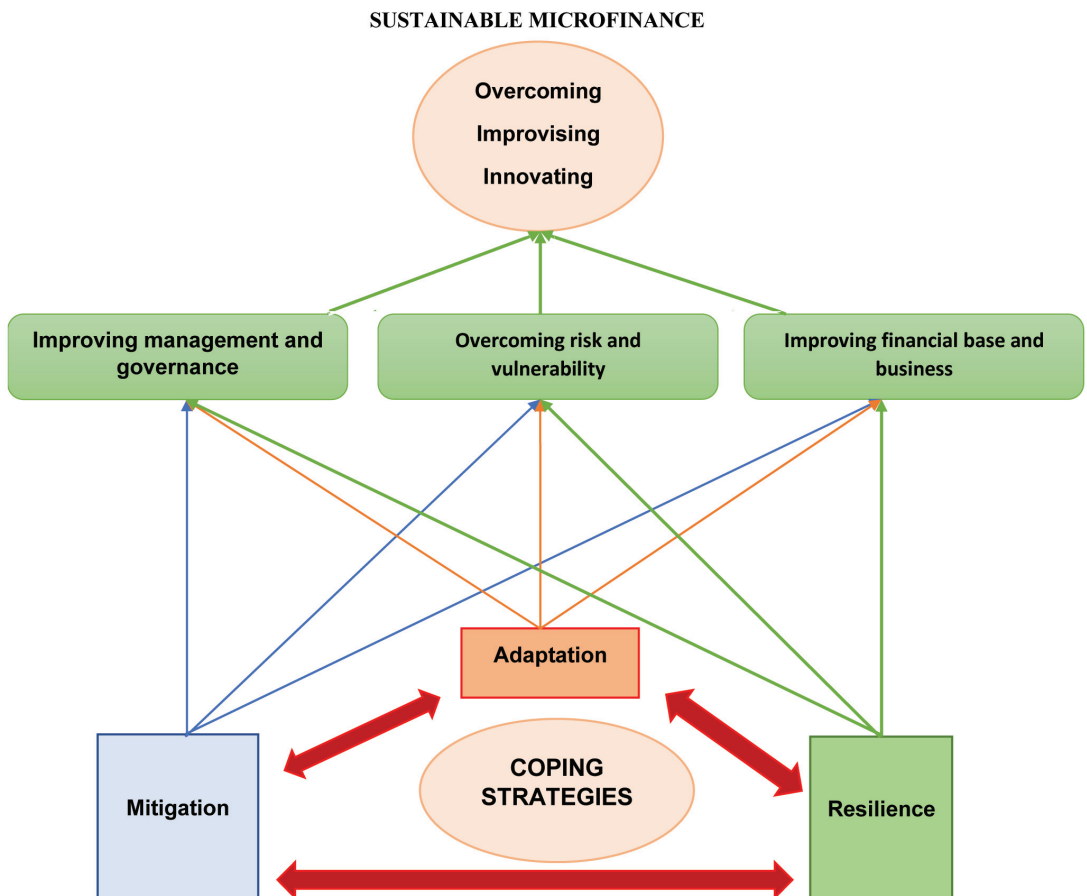 SUSTAINABLE MICROFINANCE
Overcoming
Improvising
Innovating
Improving management and
governance
Overcoming risk and
vulnerability
Improving financial base and
business
Adaptation
COPING
STRATEGIES
Mitigation
Resilience